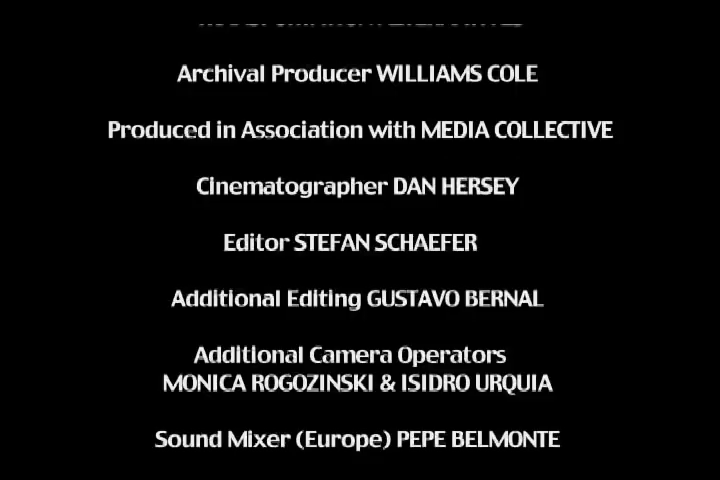 Archival Producer WILLIAMS COLE
Produced in Association with MEDIA COLLECTIVE
Cinematographer DAN HERSEY
Editor STEFAN SCHAEFER
Additional Editing GUSTAVO BERNAL
Additional Camera Operators
MONICA ROGOZINSKI & ISIDRO URQUIA
Sound Mixer (Europe) PEPE BELMONTE